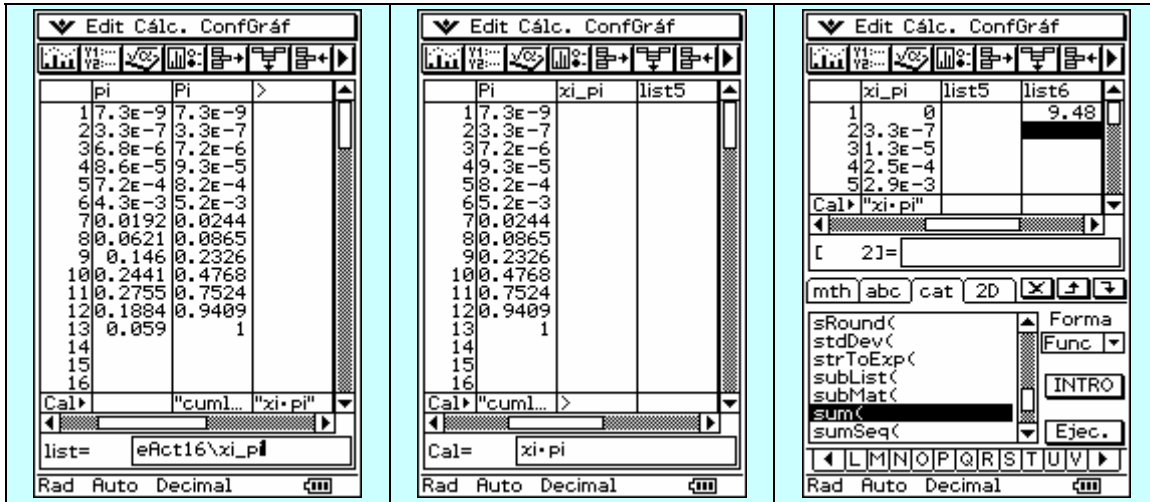 Edit Cálc. ConfGráf
pi Pi >
1 7.3E-9 7.3E-9
2 3.3E-7 3.3E-7
3 6.8E-6 7.2E-6
4 8.6E-5 9.3E-5
5 7.2E-4 8.2E-4
6 4.3E-3 5.2E-3
7 0.0192 0.0244
8 0.0621 0.0865
9 0.146 0.2326
10 0.2441 0.4768
11 0.2755 0.7524
12 0.1884 0.9409
13 0.059 1
14
15
16
Cal▶ "cuml... "xi•pi"
list= eAct16\xi_pi
Rad Auto Decimal
Edit Cálc. ConfGráf
Pi xi_pi list5
1 7.3E-9
2 3.3E-7
3 7.2E-6
4 9.3E-5
5 8.2E-4
6 5.2E-3
7 0.0244
8 0.0865
9 0.2326
10 0.4768
11 0.7524
12 0.9409
13 1
14
15
16
Cal▶ "cuml... >
Cal= xi•pi
Rad Auto Decimal
Edit Cálc. ConfGráf
xi_pi list5 list6
1 0 9.48
2 3.3E-7
3 1.3E-5
4 2.5E-4
5 2.9E-3
Cal▶ "xi•pi"
[ 2]=
mth abc cat 2D
sRound( Forma
stdDev( Func
strToExp(
subList( INTRO
subMat(
sum(
sumSeq( Ejec.
L M N O P Q R S T U V
Rad Auto Decimal